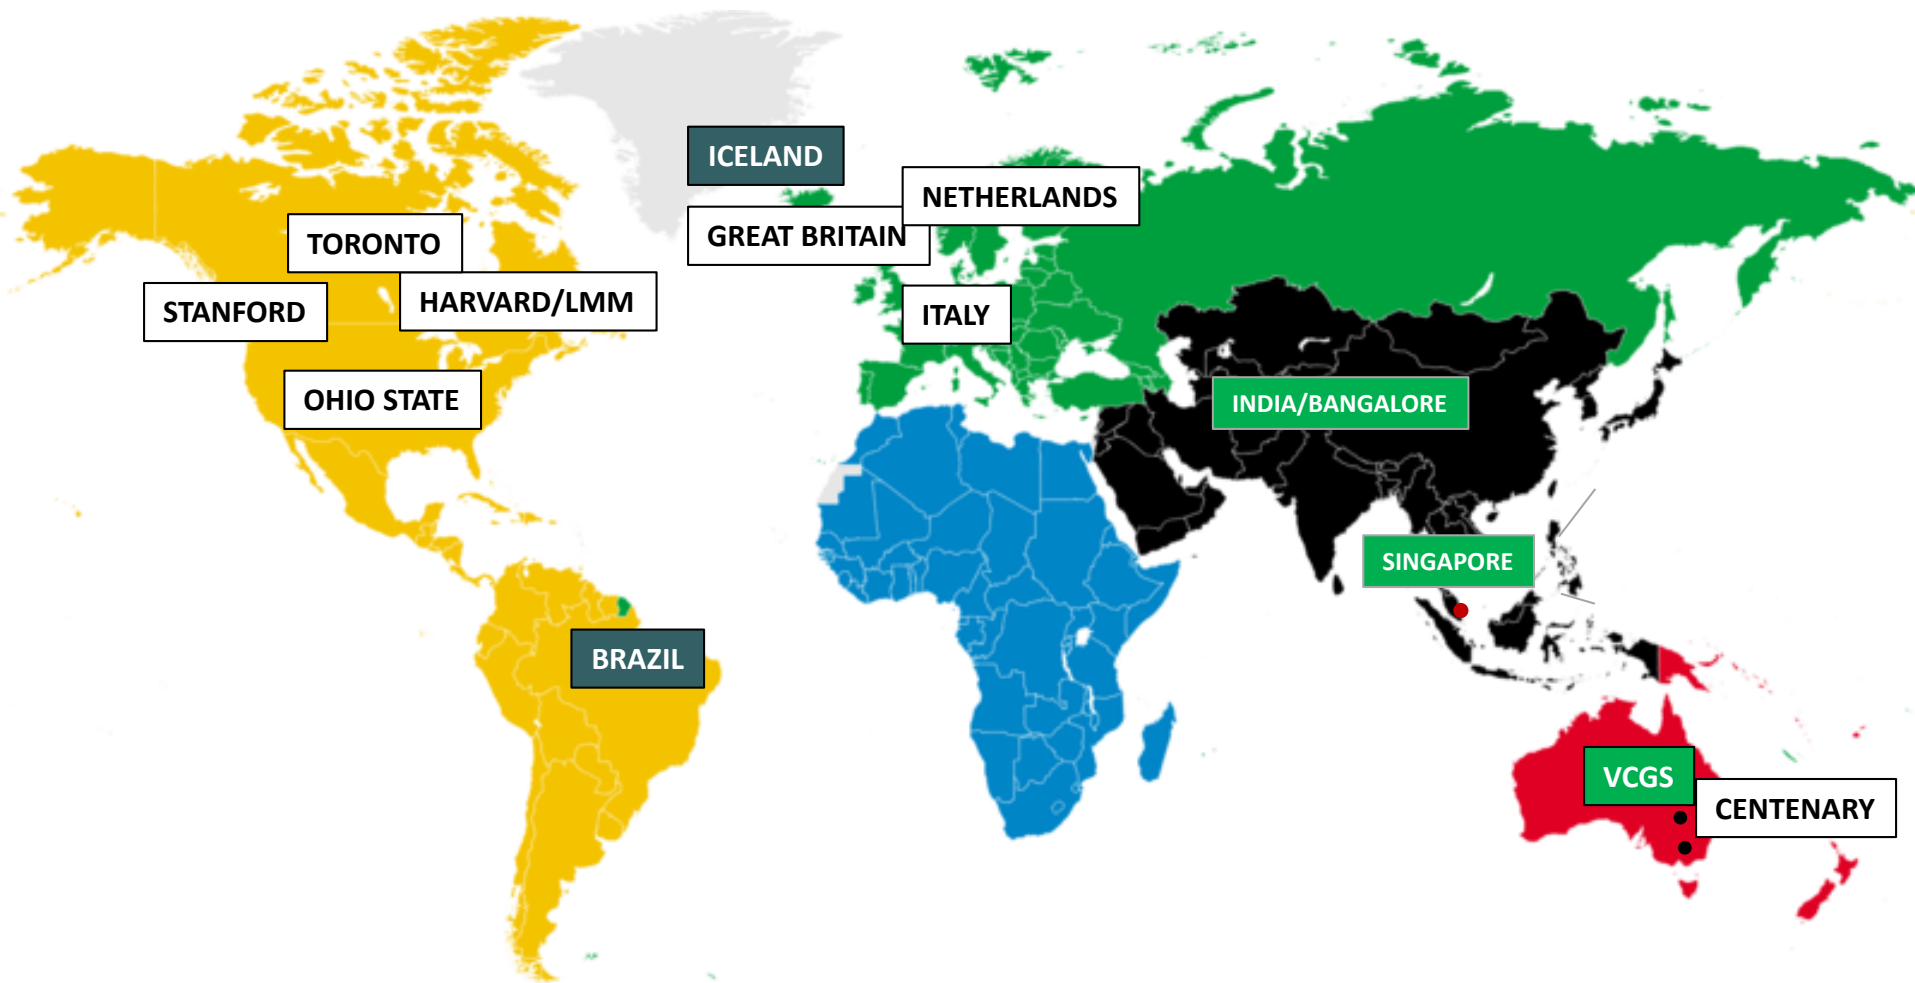 ICELAND
NETHERLANDS
TORONTO
GREAT BRITAIN
STANFORD
HARVARD/LMM
ITALY
OHIO STATE
INDIA/BANGALORE
SINGAPORE
BRAZIL
VCGS
CENTENARY